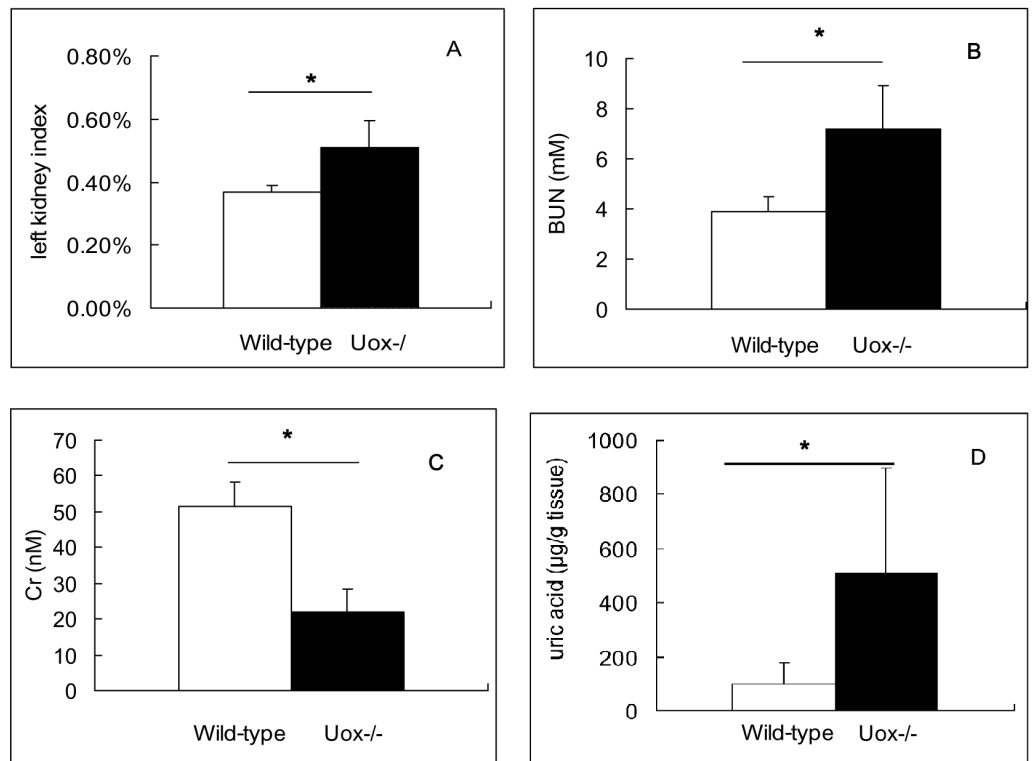 A
0.80%
*
0.60%
0.40%
0.20%
0.00%
left kidney index
Wild-type Uox-/
B
10
*
8
6
4
2
0
BUN (mM)
Wild-type Uox-/-
C
70
*
60
50
40
30
20
10
0
Cr (nM)
Wild-type Uox-/-
D
1000
*
800
600
400
200
0
uric acid (µg/g tissue)
Wild-type Uox-/-